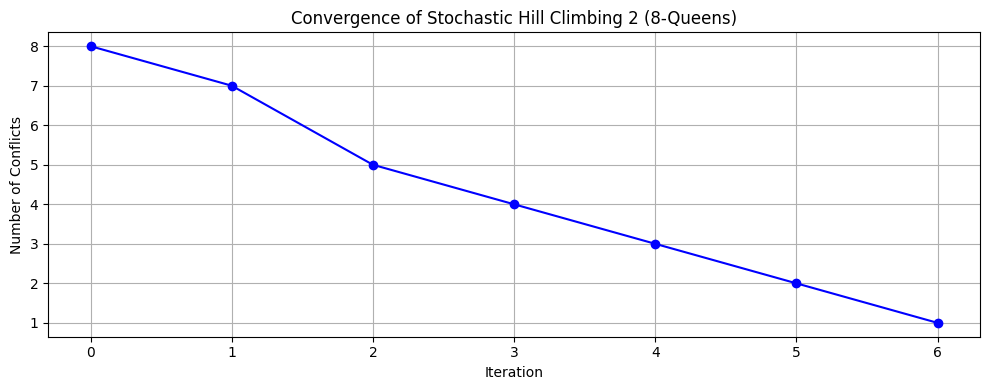 Convergence of Stochastic Hill Climbing 2 (8-Queens)
Number of Conflicts
8
7
6
5
4
3
2
1
0 1 2 3 4 5 6
Iteration